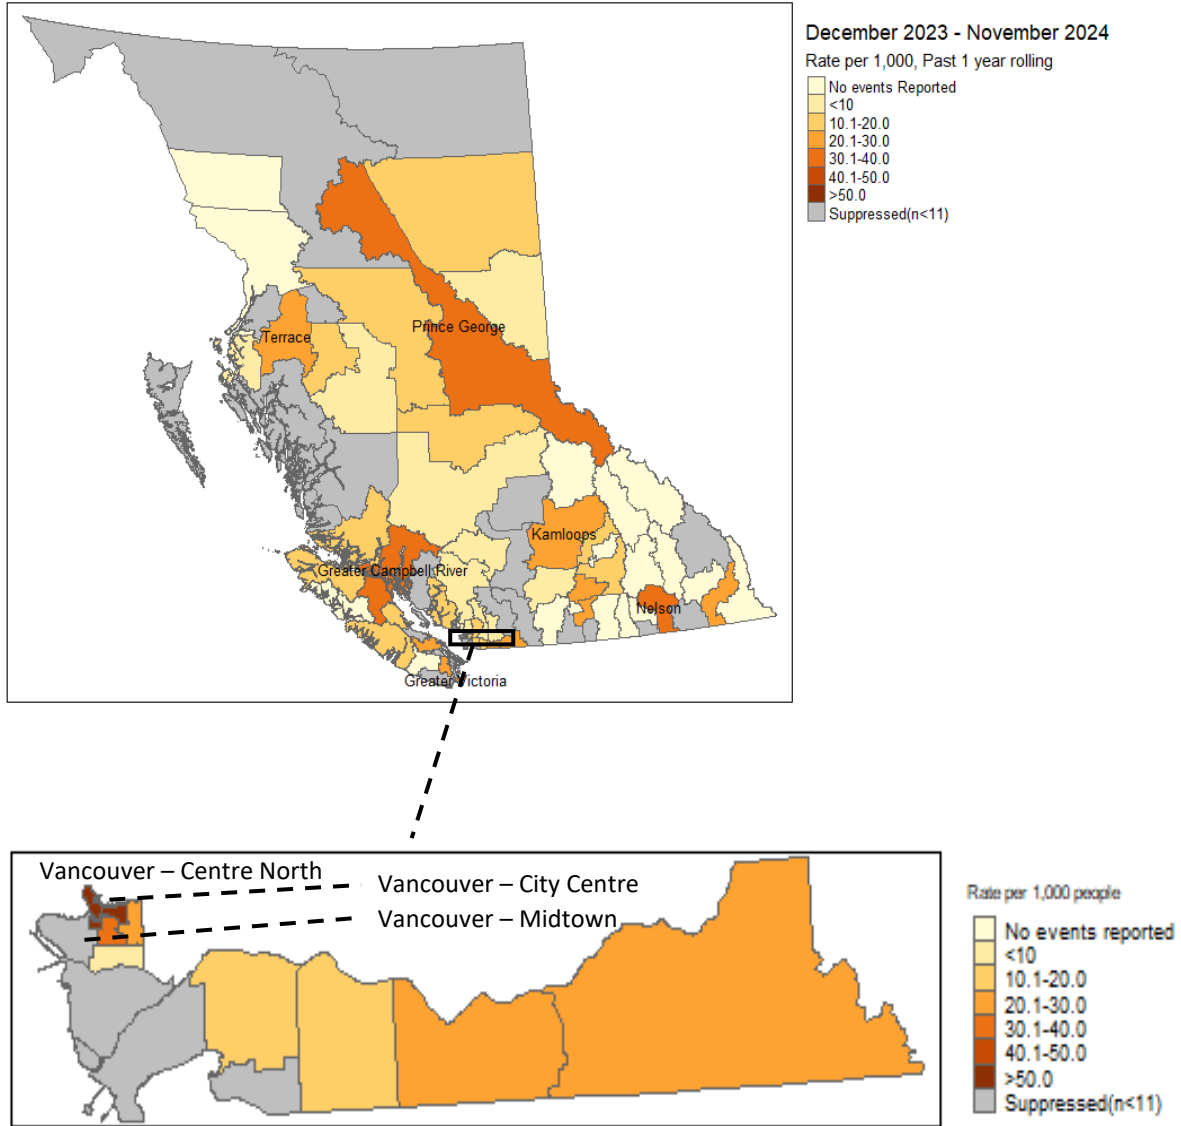 December 2023 - November 2024
Rate per 1,000, Past 1 year rolling
No events Reported
<10
10.1-20.0
20.1-30.0
30.1-40.0
40.1-50.0
>50.0
Suppressed(n<11)
Prince George
Terrace
Kamloops
Greater Campbell River
Nelson
Greater Victoria
Vancouver – Centre North
Vancouver – City Centre
Vancouver – Midtown
Rate per 1,000 people
No events reported
<10
10.1-20.0
20.1-30.0
30.1-40.0
40.1-50.0
>50.0
Suppressed(n<11)